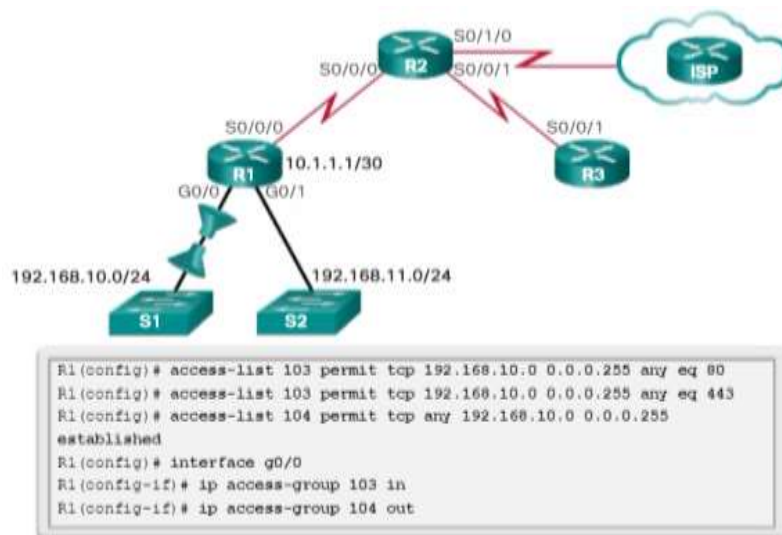 S0/1/0
R2
ISP
S0/0/0
S0/0/1
S0/0/0
S0/0/1
R1
10.1.1.1/30
R3
G0/0
G0/1
192.168.10.0/24
192.168.11.0/24
S1
S2
R1(config)# access-list 103 permit tcp 192.168.10.0 0.0.0.255 any eq 80
R1(config)# access-list 103 permit tcp 192.168.10.0 0.0.0.255 any eq 443
R1(config)# access-list 104 permit tcp any 192.168.10.0 0.0.0.255
established
R1(config)# interface g0/0
R1(config-if)# ip access-group 103 in
R1(config-if)# ip access-group 104 out